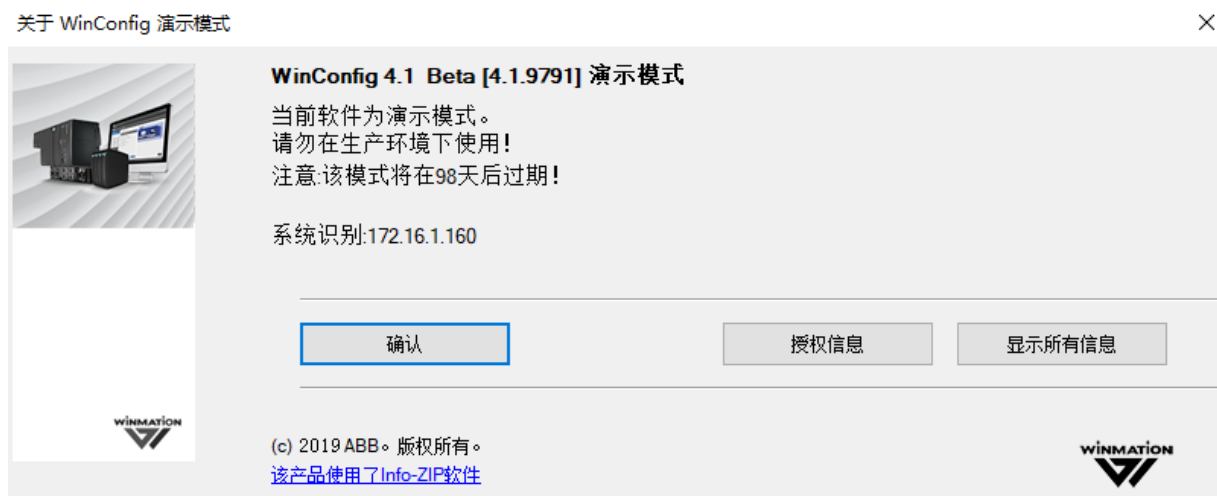 关于 WinConfig 演示模式
WinConfig 4.1 Beta [4.1.9791] 演示模式
当前软件为演示模式。
请勿在生产环境下使用!
注意:该模式将在98天后过期!
系统识别:172.16.1.160
确认
授权信息
显示所有信息
WINMATION
(c) 2019 ABB。版权所有。
WINMATION
该产品使用了Info-ZIP软件